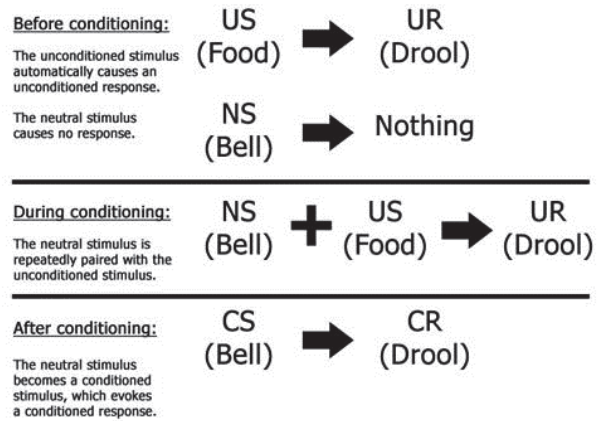 Before conditioning:
The unconditioned stimulus
automatically causes an
unconditioned response.
US
(Food)
UR
(Drool)
The neutral stimulus
causes no response.
NS
(Bell)
Nothing
During conditioning:
The neutral stimulus is
repeatedly paired with the
unconditioned stimulus.
NS
(Bell)
+
US
(Food)
UR
(Drool)
After conditioning:
The neutral stimulus
becomes a conditioned
stimulus, which evokes
a conditioned response.
CS
(Bell)
CR
(Drool)